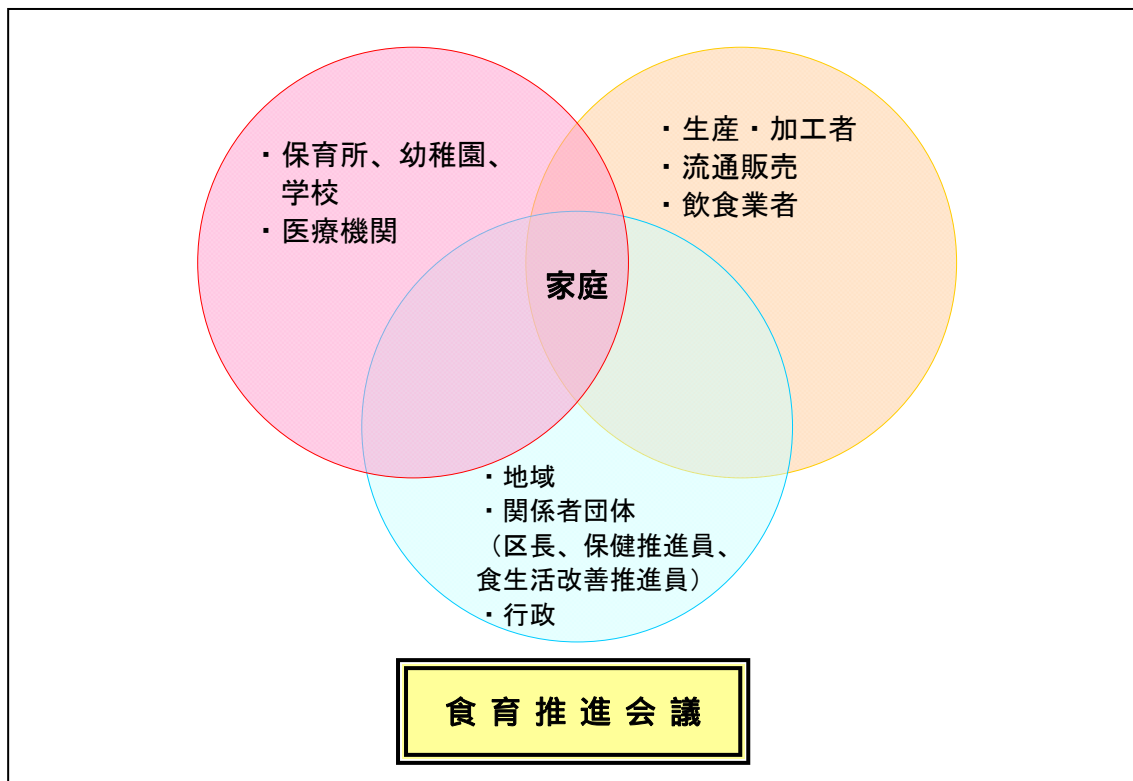 ・保育所、幼稚園、
学校
・医療機関
・生産・加工者
・流通販売
・飲食業者
家庭
・地域
・関係者団体
（区長、保健推進員、
食生活改善推進員）
・行政
食育推進会議